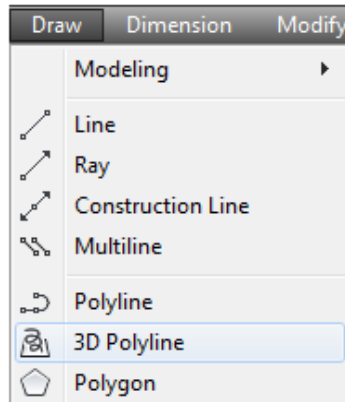 Draw Dimension Modify
Modeling
Line
Ray
Construction Line
Multiline
Polyline
3D Polyline
Polygon